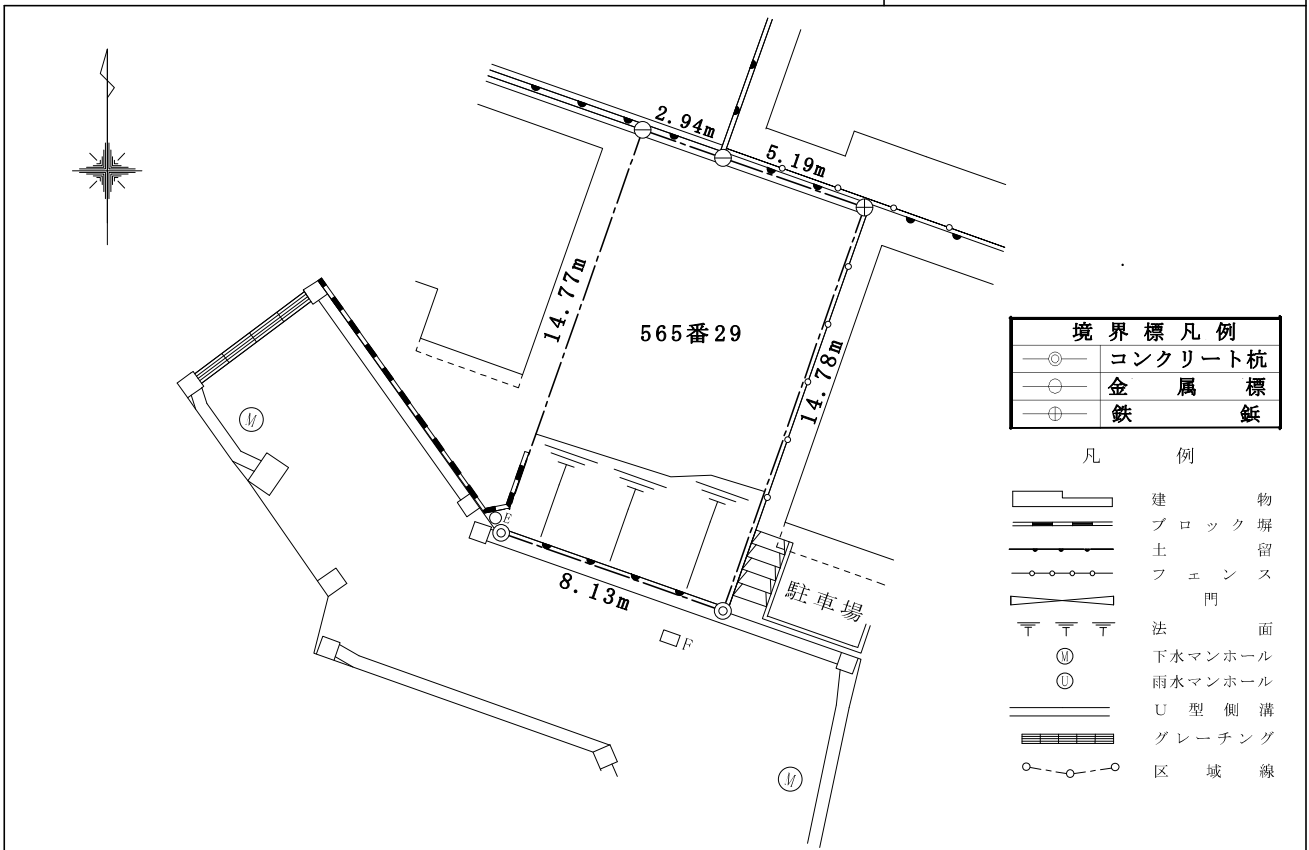 2.94m
5.19m
14.77m
565番29
14.78m
境界標凡例
コンクリート杭
金属標
鉄鋲
凡例
建物
ブロック塀
土留
フェンス
門
法面
M 下水マンホール
U 雨水マンホール
U型側溝
グレーチング
区域線
M
E
8.13m
駐車場
F
M